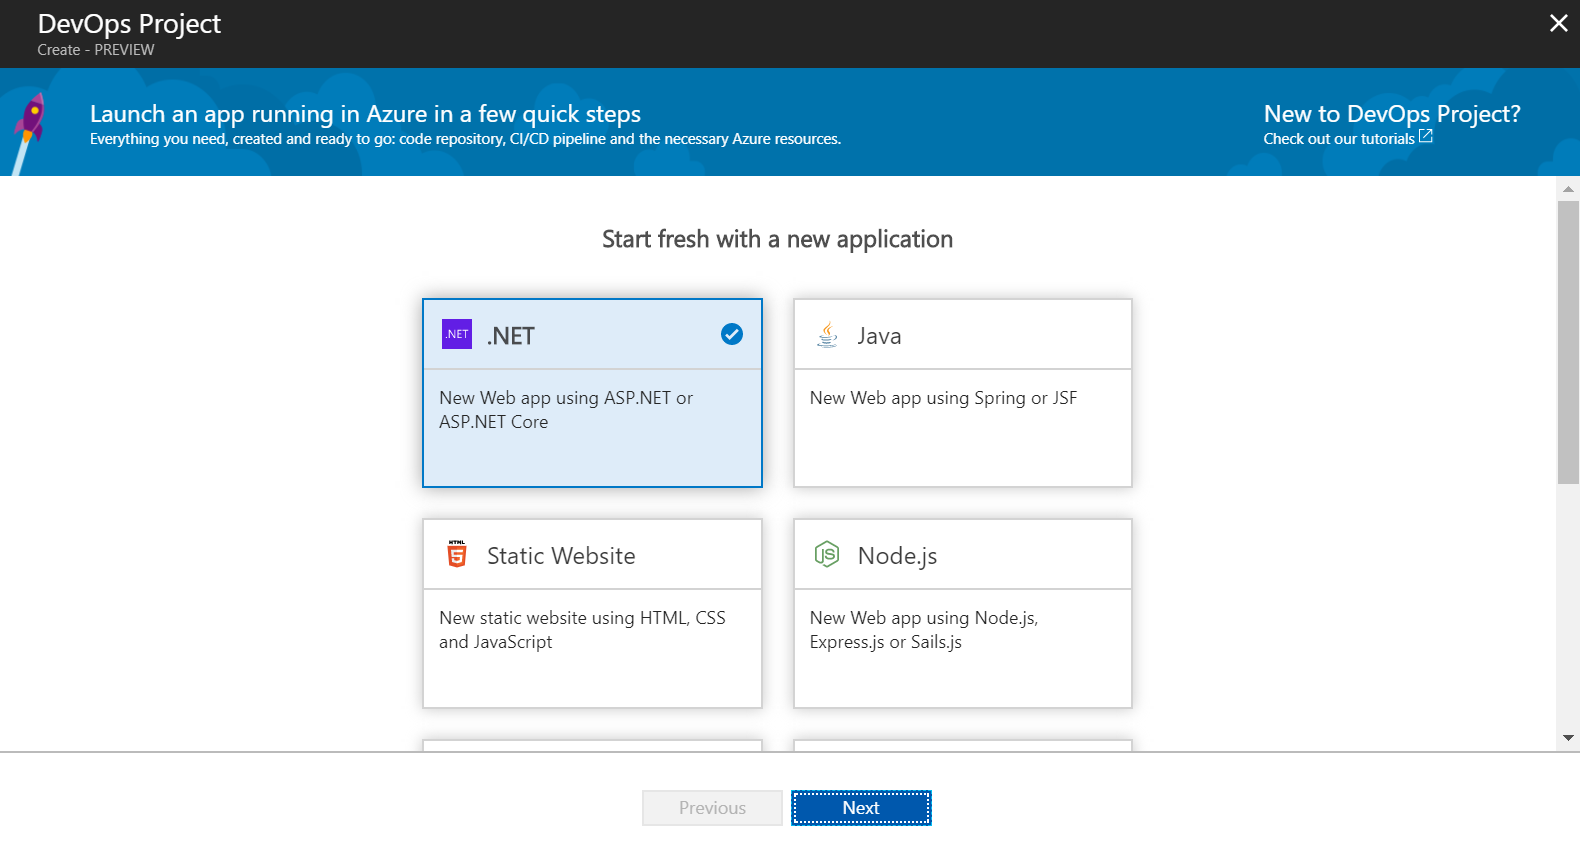 DevOps Project
Create - PREVIEW
Launch an app running in Azure in a few quick steps
Everything you need, created and ready to go: code repository, CI/CD pipeline and the necessary Azure resources.
New to DevOps Project?
Check out our tutorials
Start fresh with a new application
.NET .NET
New Web app using ASP.NET or
ASP.NET Core
Java
New Web app using Spring or JSF
HTML 5 Static Website
New static website using HTML, CSS
and JavaScript
JS Node.js
New Web app using Node.js,
Express.js or Sails.js
Previous
Next